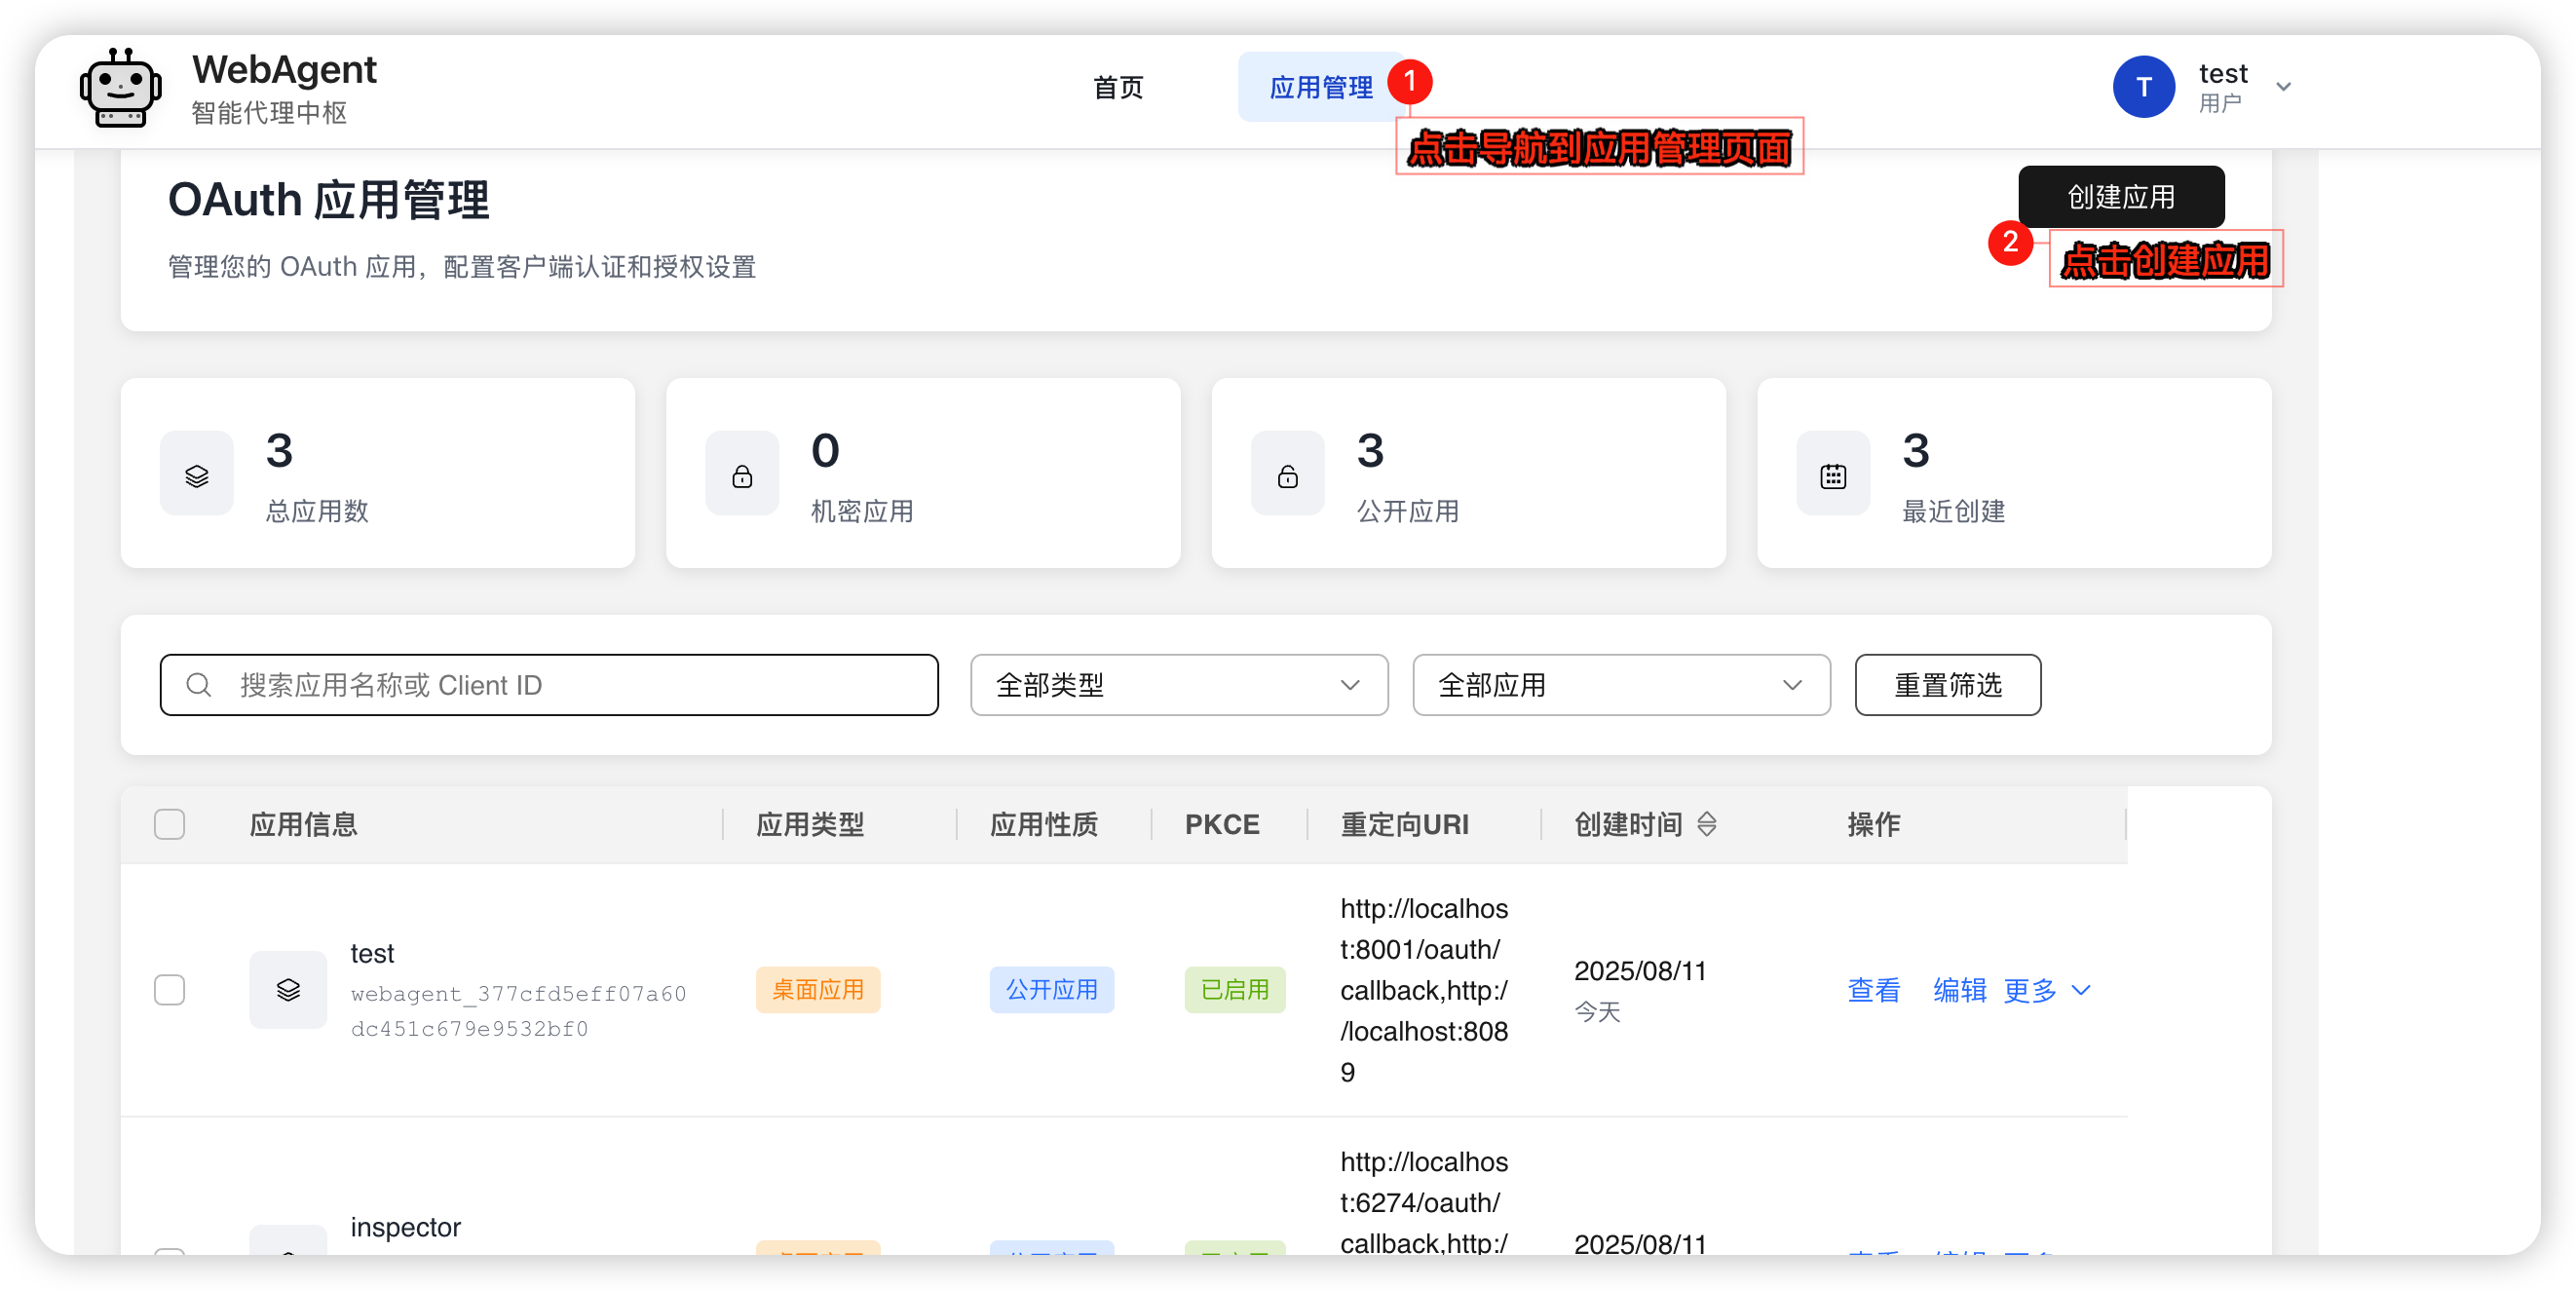 WebAgent
智能代理中枢
首页
应用管理
1
T
test
用户
点击导航到应用管理页面
OAuth 应用管理
创建应用
2
点击创建应用
管理您的 OAuth 应用，配置客户端认证和授权设置
3
总应用数
0
机密应用
3
公开应用
3
最近创建
搜索应用名称或 Client ID
全部类型
全部应用
重置筛选
应用信息
应用类型
应用性质
PKCE
重定向URI
创建时间
操作
test
webagent_377cfd5eff07a60
dc451c679e9532bf0
桌面应用
公开应用
已启用
http://localhos
t:8001/oauth/
callback,http:/
/localhost:808
9
2025/08/11
今天
查看
编辑
更多
inspector
http://localhos
t:6274/oauth/
callback,http:/
2025/08/11